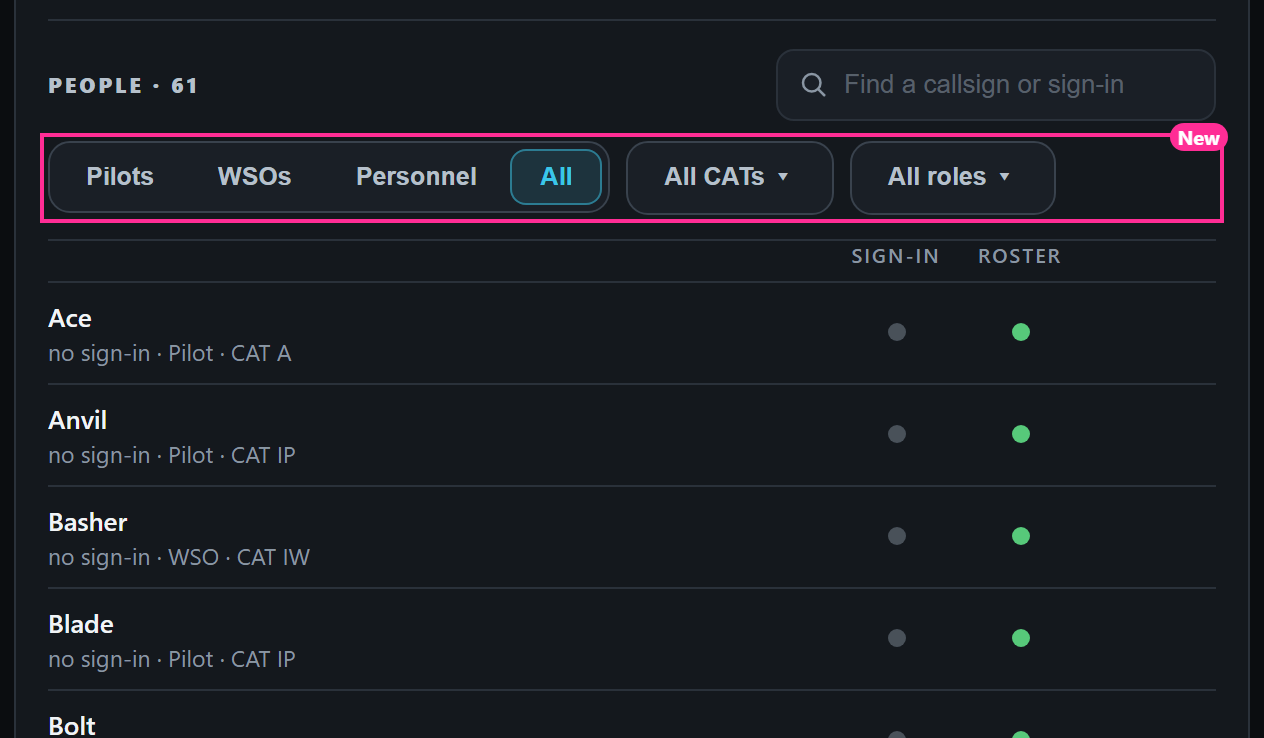 PEOPLE · 61
Find a callsign or sign-in
New
Pilots WSOs Personnel All All CATs ▾ All roles ▾
SIGN-IN ROSTER
Ace
no sign-in · Pilot · CAT A
Anvil
no sign-in · Pilot · CAT IP
Basher
no sign-in · WSO · CAT IW
Blade
no sign-in · Pilot · CAT IP
Bolt